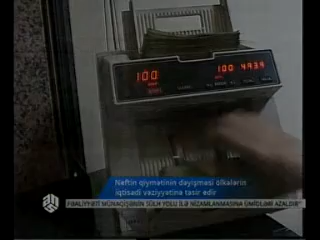 100
100 4934
Neftin qiymətinin dəyişməsi ölkələrin
iqtisadi vəziyyətinə təsir edir
FƏALİYYƏTİ MÜNAQİŞƏNİN SÜLH YOLU İLƏ NİZAMLANMASINA ÜMİDLƏRİ AZALDIR"